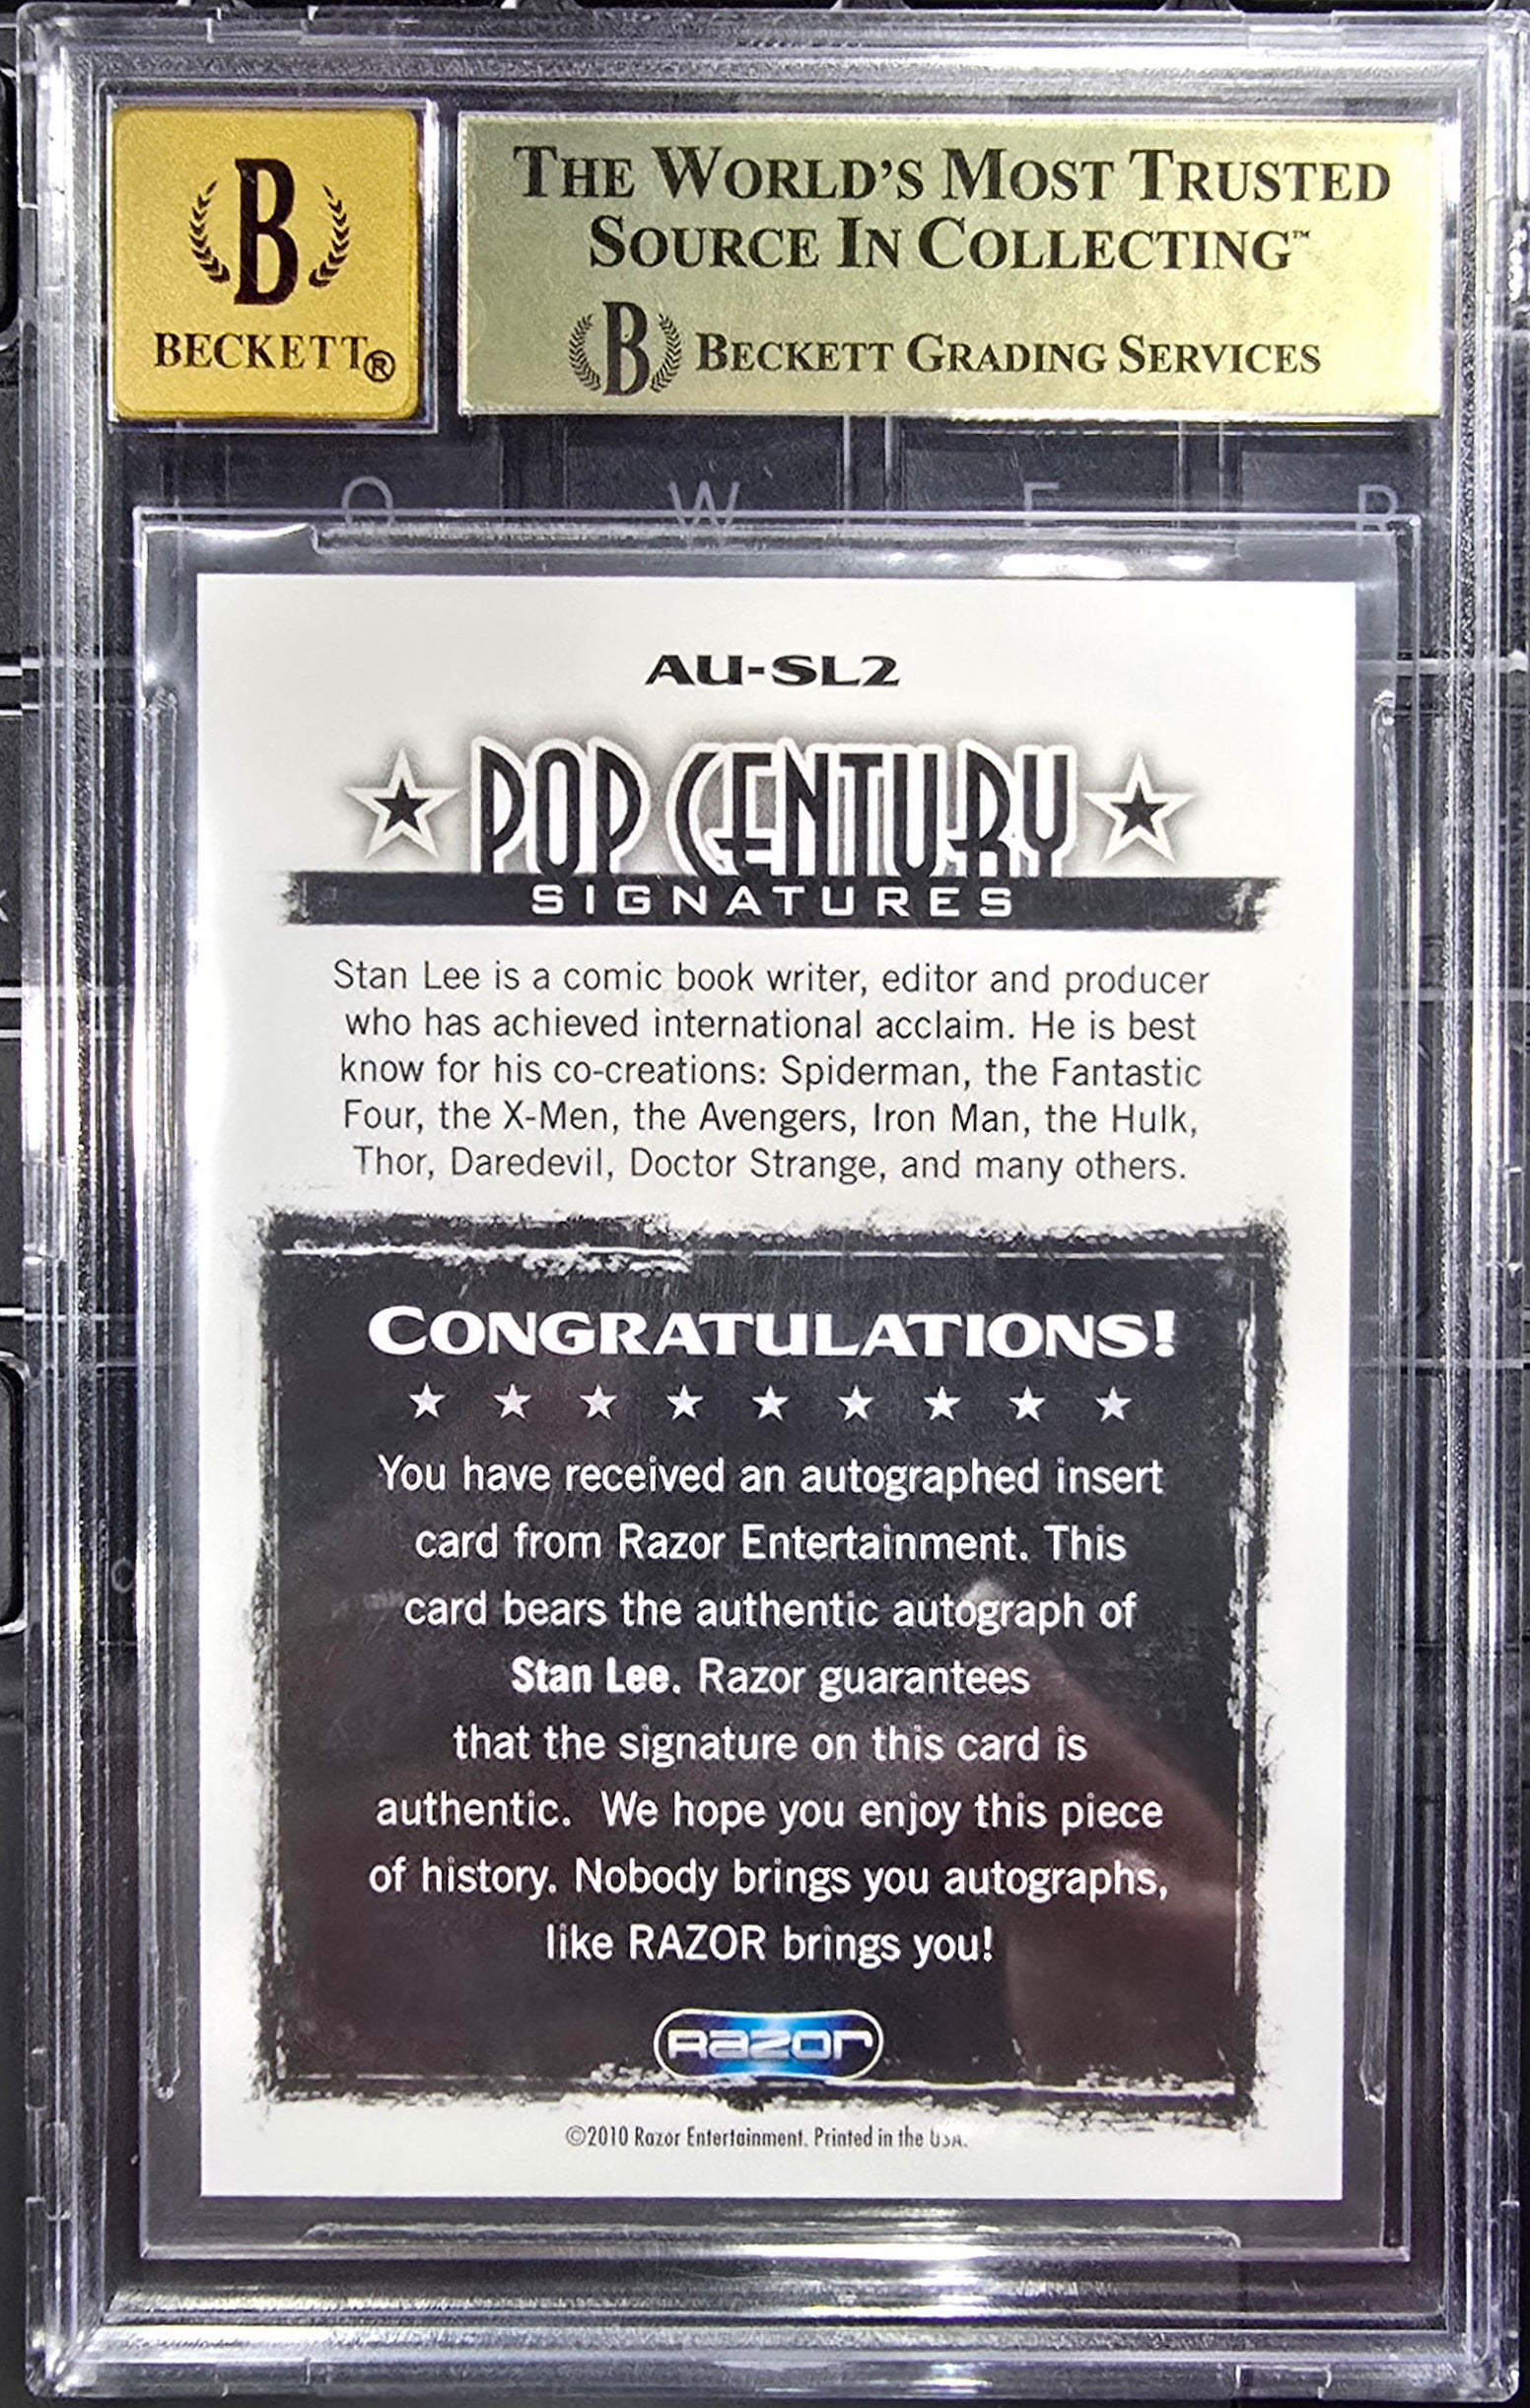 B
BECKETT®
THE WORLD'S MOST TRUSTED
SOURCE IN COLLECTING™
B BECKETT GRADING SERVICES
Q W E R
AU-SL2
POP CENTURY
SIGNATURES
Stan Lee is a comic book writer, editor and producer
who has achieved international acclaim. He is best
know for his co-creations: Spiderman, the Fantastic
Four, the X-Men, the Avengers, Iron Man, the Hulk,
Thor, Daredevil, Doctor Strange, and many others.
CONGRATULATIONS!
You have received an autographed insert
card from Razor Entertainment. This
card bears the authentic autograph of
Stan Lee. Razor guarantees
that the signature on this card is
authentic.  We hope you enjoy this piece
of history. Nobody brings you autographs,
like RAZOR brings you!
Razor
©2010 Razor Entertainment. Printed in the USA.